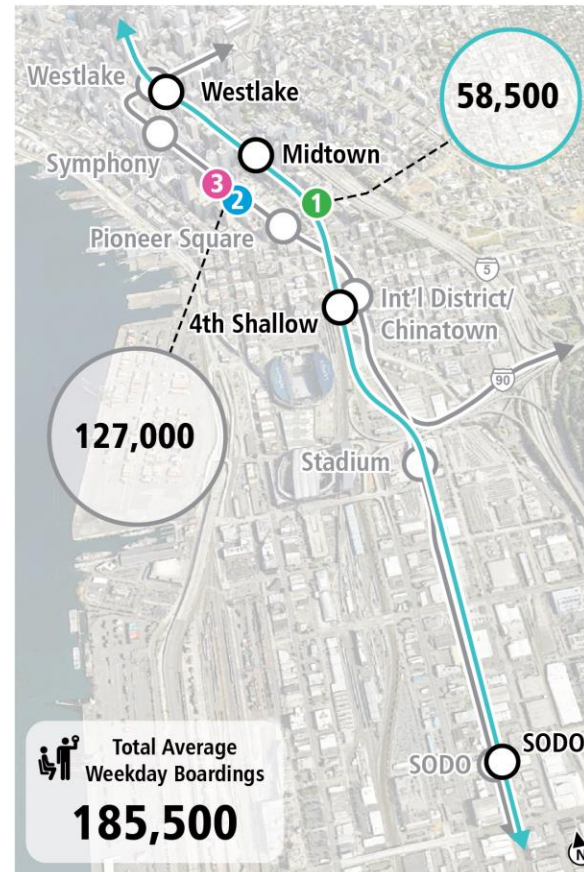 Westlake
Westlake
58,500
Symphony
Midtown
3
2
1
Pioneer Square
5
4th Shallow
Int'l District/
Chinatown
90
127,000
Stadium
Total Average
Weekday Boardings
185,500
SODO
SODO
N